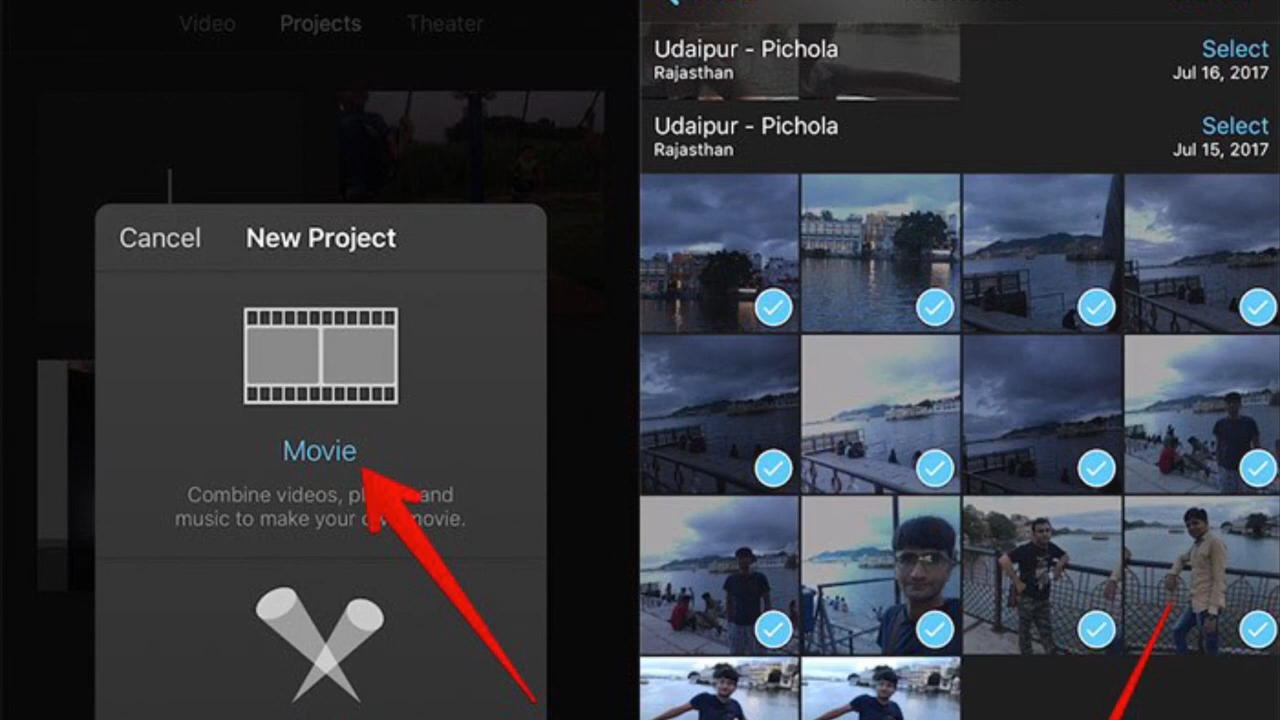 Video Projects Theater
Cancel New Project
Movie
Combine videos, and
music to make your movie.
Udaipur - Pichola Select
Rajasthan Jul 16, 2017
Udaipur - Pichola Select
Rajasthan Jul 15, 2017